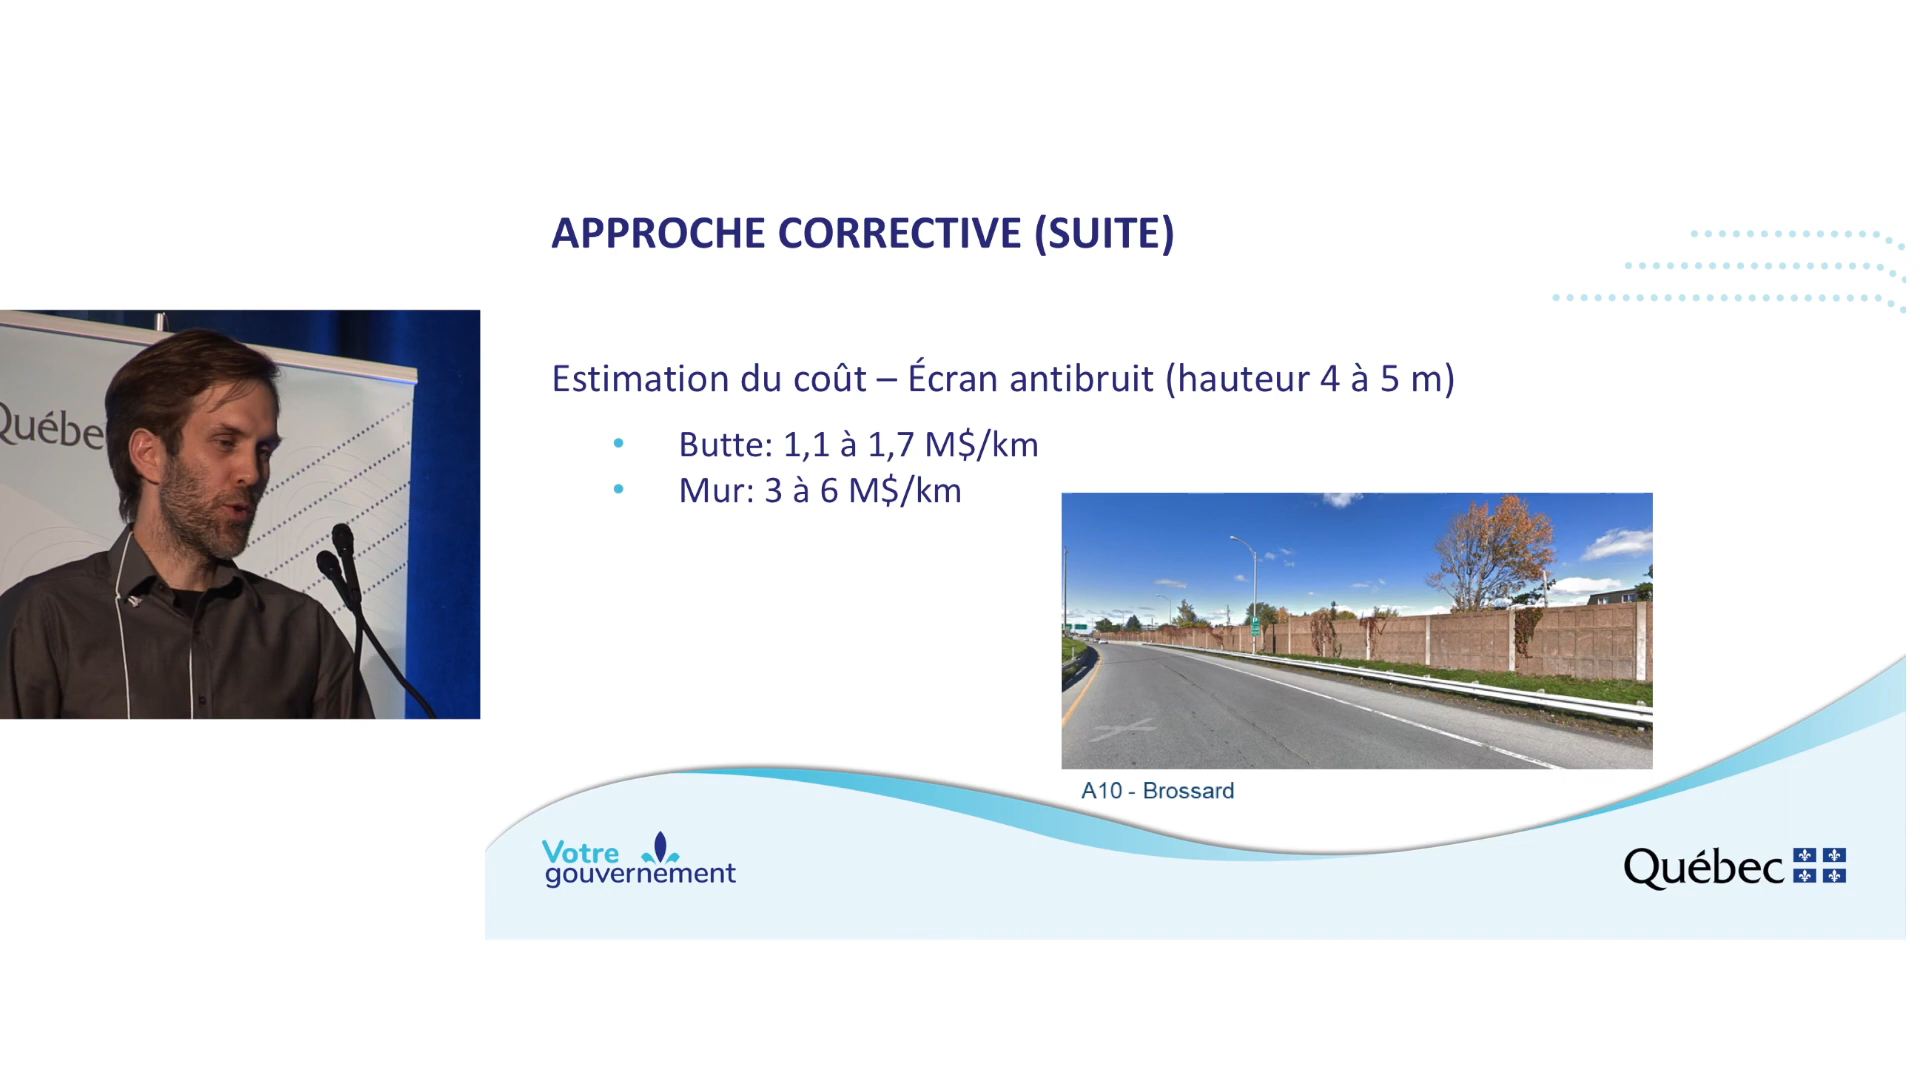 APPROCHE CORRECTIVE (SUITE)
Estimation du coût – Écran antibruit (hauteur 4 à 5 m)
• Butte: 1,1 à 1,7 M$/km
• Mur: 3 à 6 M$/km
Québe
A10 - Brossard
Votre
gouvernement
Québec